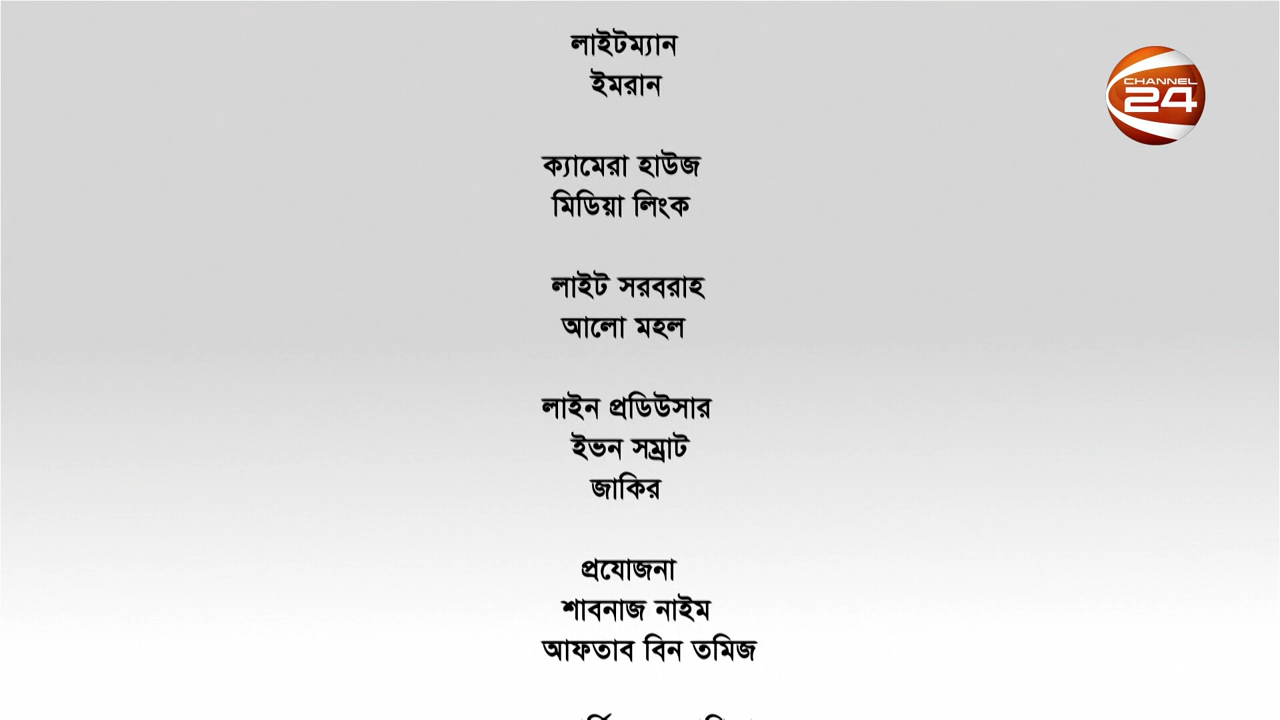 লাইটম্যান
ইমরান
CHANNEL
24
ক্যামেরা হাউজ
মিডিয়া লিংক
লাইট সরবরাহ
আলো মহল
লাইন প্রডিউসার
ইভন সম্রাট
জাকির
প্রযোজনা
শাবনাজ নাইম
আফতাব বিন তমিজ